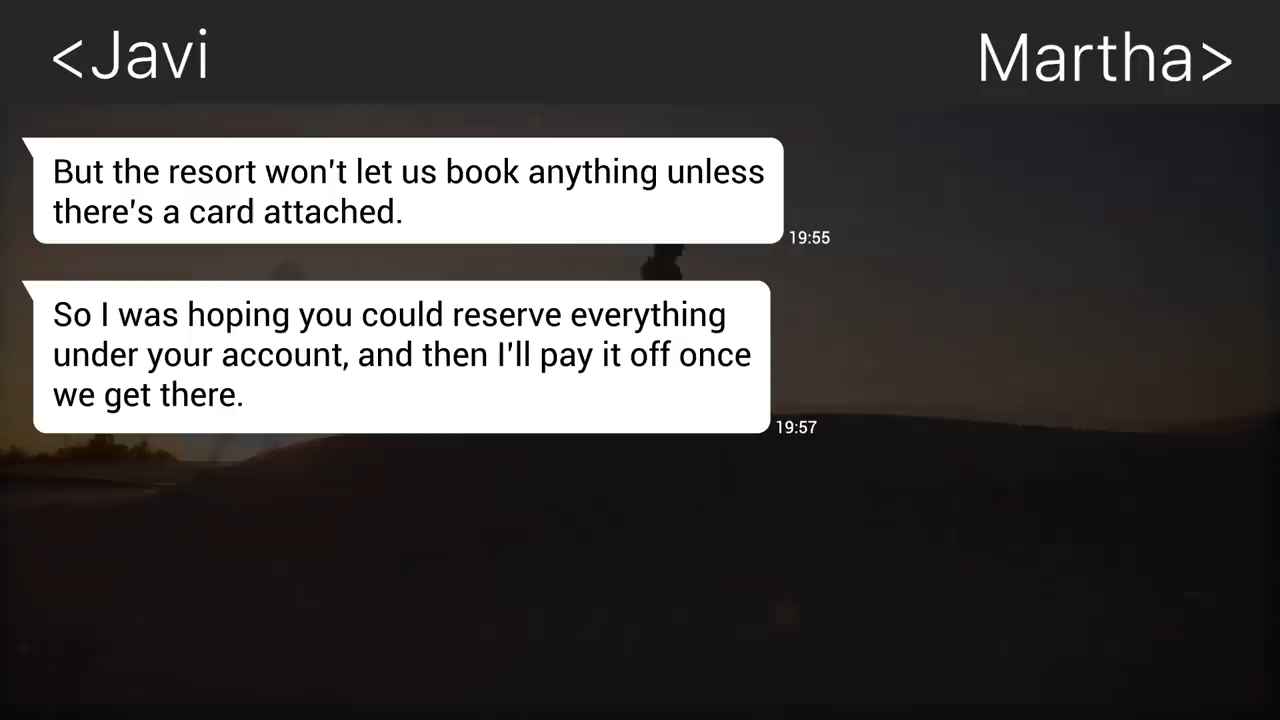 <Javi
Martha>
But the resort won't let us book anything unless
there's a card attached.
19:55
So I was hoping you could reserve everything
under your account, and then I'll pay it off once
we get there.
19:57